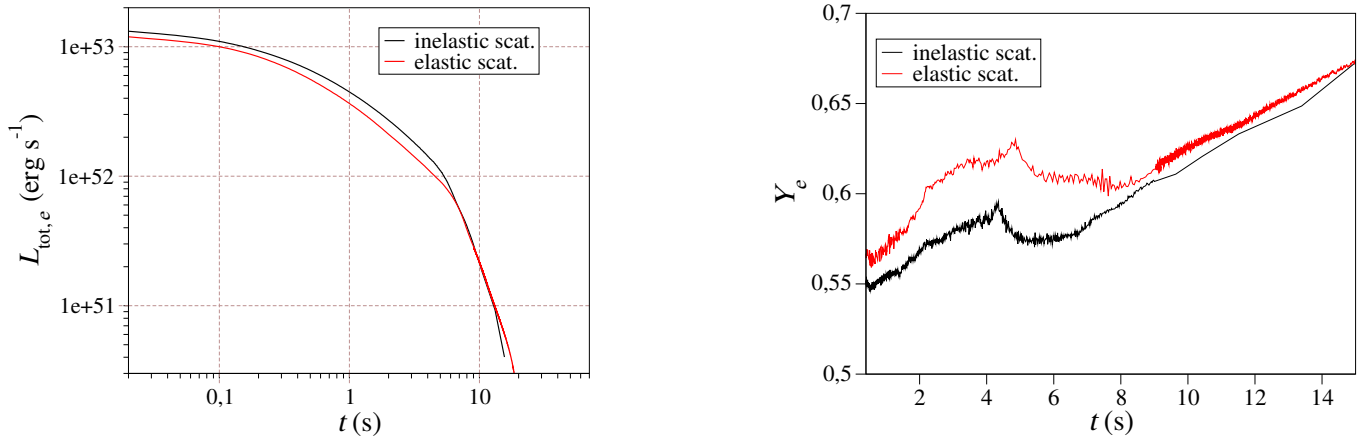 1e+53
1e+52
1e+51
L_tot, e (erg s^-1)
inelastic scat.
elastic scat.
0,1
1
10
t (s)
0,7
0,65
0,6
0,55
0,5
Y_e
inelastic scat.
elastic scat.
2
4
6
8
10
12
14
t (s)